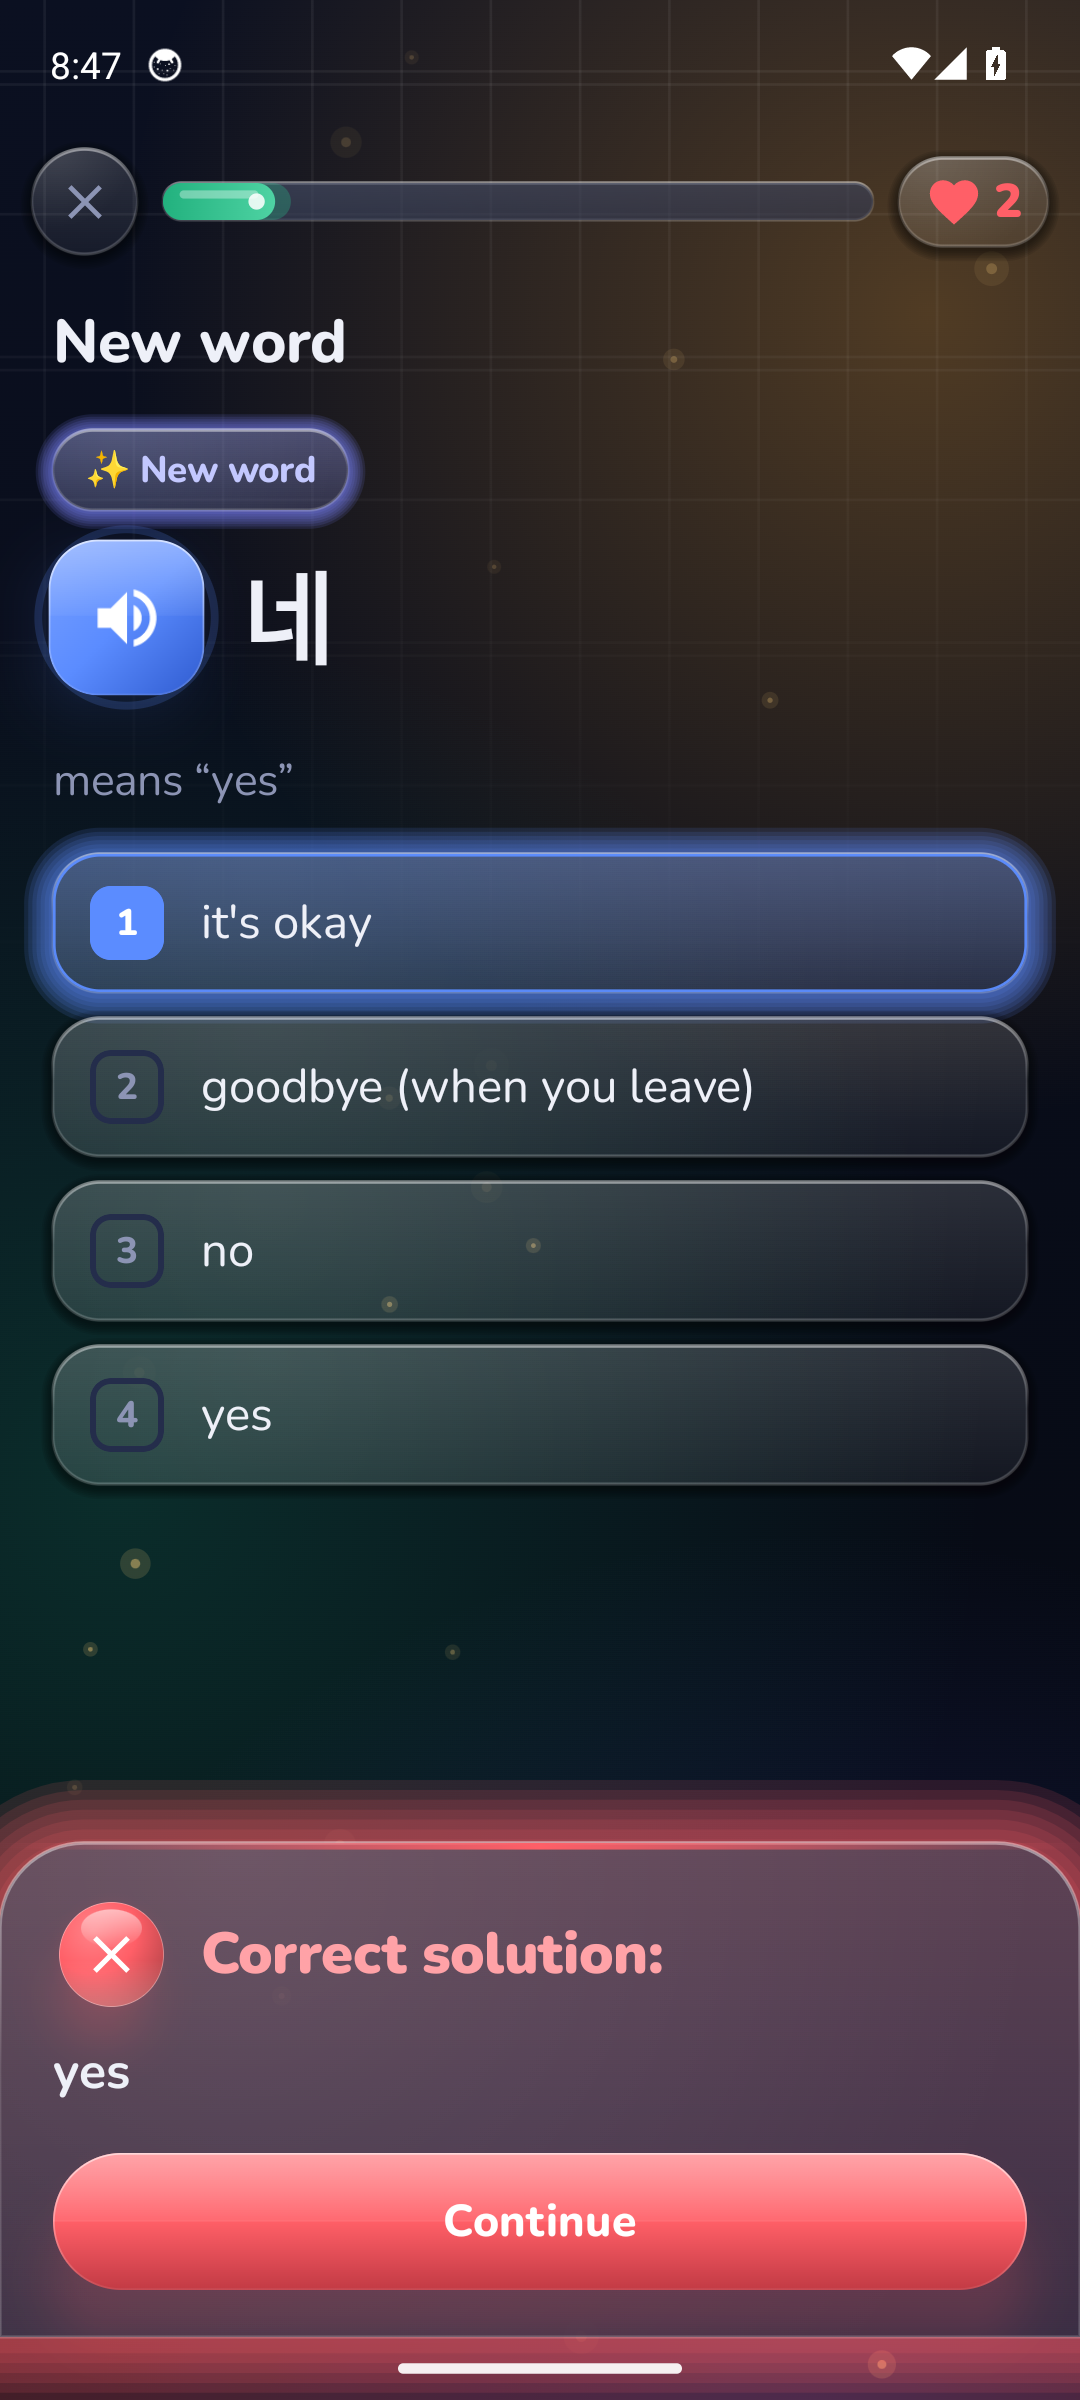 8:47
2
New word
✨ New word
네
means “yes”
1 it's okay
2 goodbye (when you leave)
3 no
4 yes
Correct solution:
yes
Continue